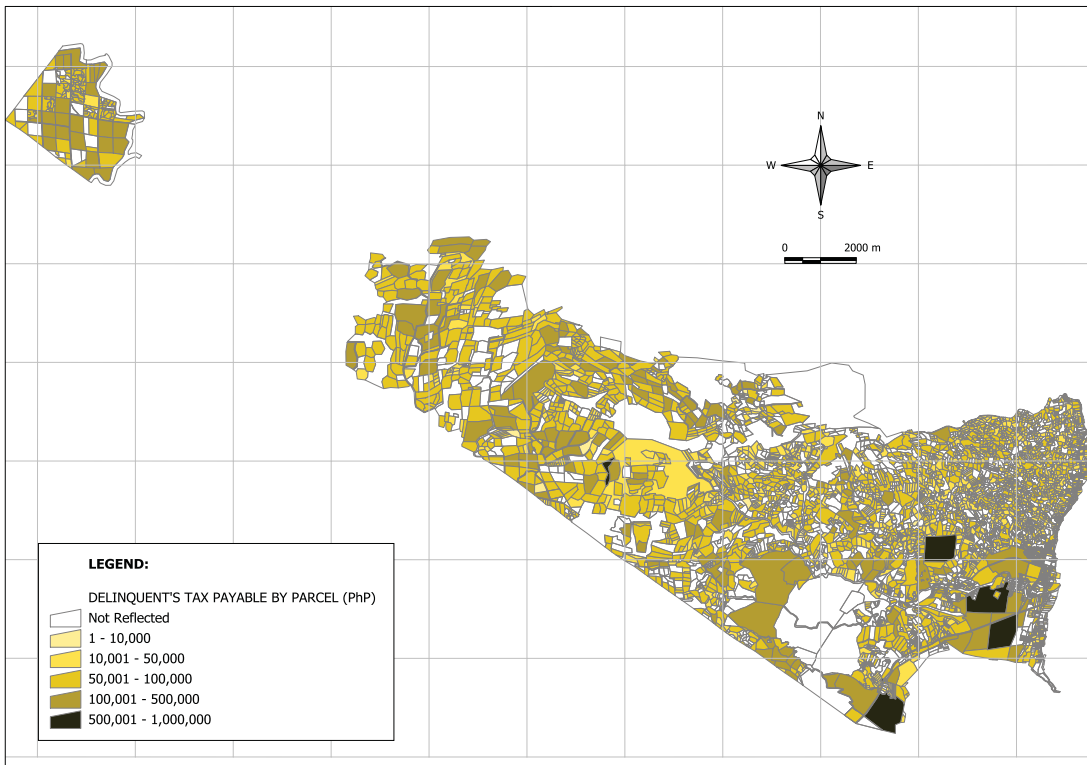 N
W E
S
0 2000 m
LEGEND:
DELINQUENT'S TAX PAYABLE BY PARCEL (PhP)
Not Reflected
1 - 10,000
10,001 - 50,000
50,001 - 100,000
100,001 - 500,000
500,001 - 1,000,000